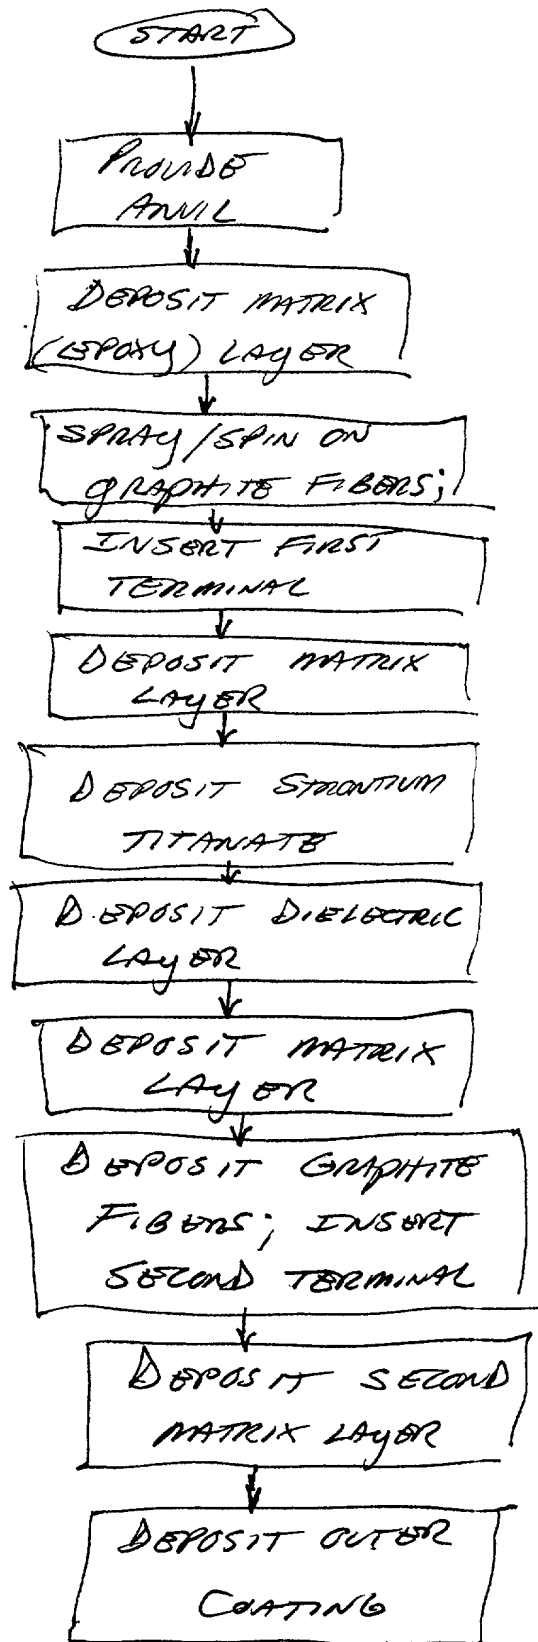 START
PROVIDE
ANVIL
DEPOSIT MATRIX
(EPOXY) LAYER
SPRAY/SPIN ON
GRAPHITE FIBERS;
INSERT FIRST
TERMINAL
DEPOSIT MATRIX
LAYER
DEPOSIT STRONTIUM
TITANATE
DEPOSIT DIELECTRIC
LAYER
DEPOSIT MATRIX
LAYER
DEPOSIT GRAPHITE
FIBERS; INSERT
SECOND TERMINAL
DEPOSIT SECOND
MATRIX LAYER
DEPOSIT OUTER
COATING